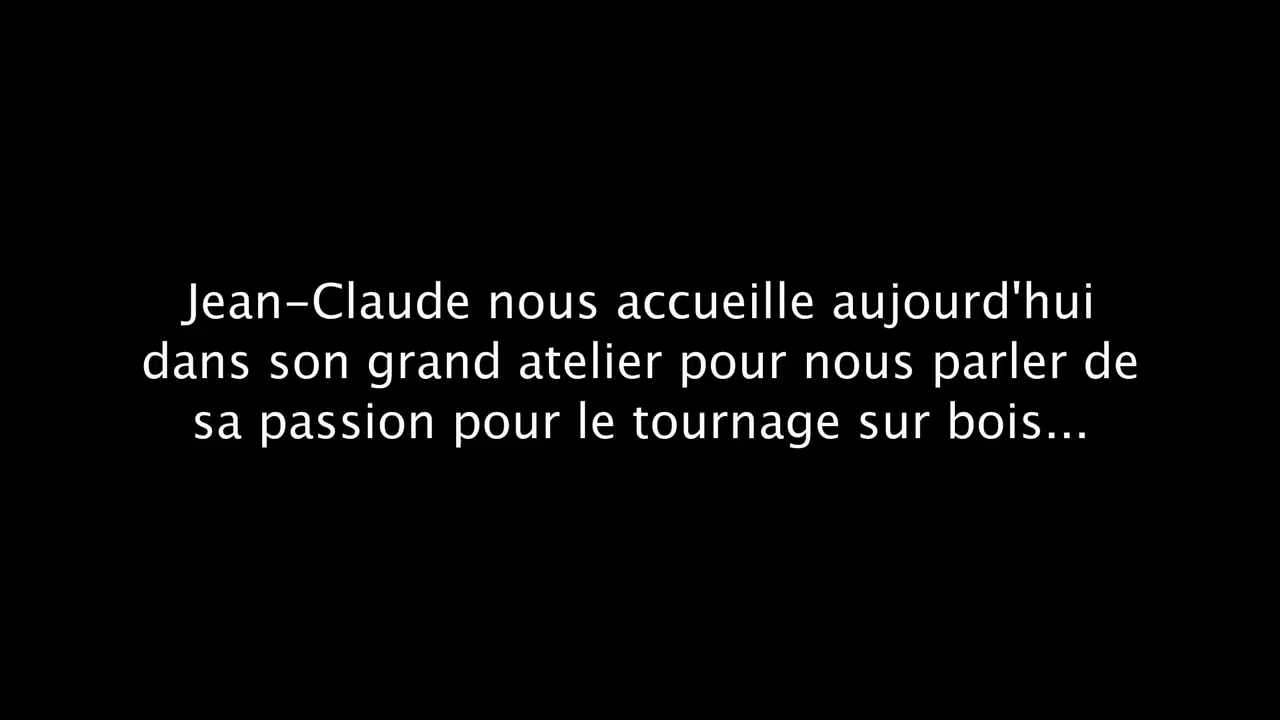 Jean-Claude nous accueille aujourd'hui
dans son grand atelier pour nous parler de
sa passion pour le tournage sur bois...